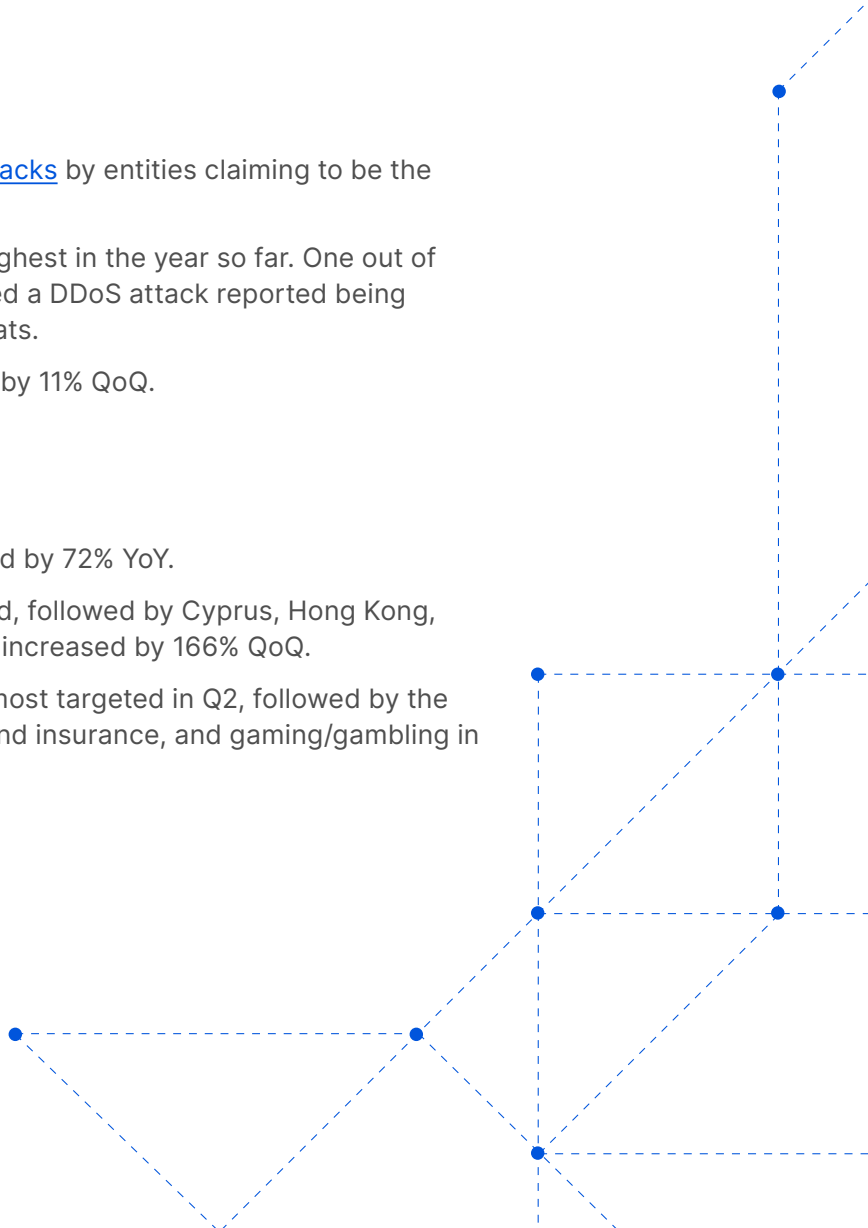 acks by entities claiming to be the
ghest in the year so far. One out of
ed a DDoS attack reported being
ats.
by 11% QoQ.
d by 72% YoY.
d, followed by Cyprus, Hong Kong,
increased by 166% QoQ.
most targeted in Q2, followed by the
nd insurance, and gaming/gambling in